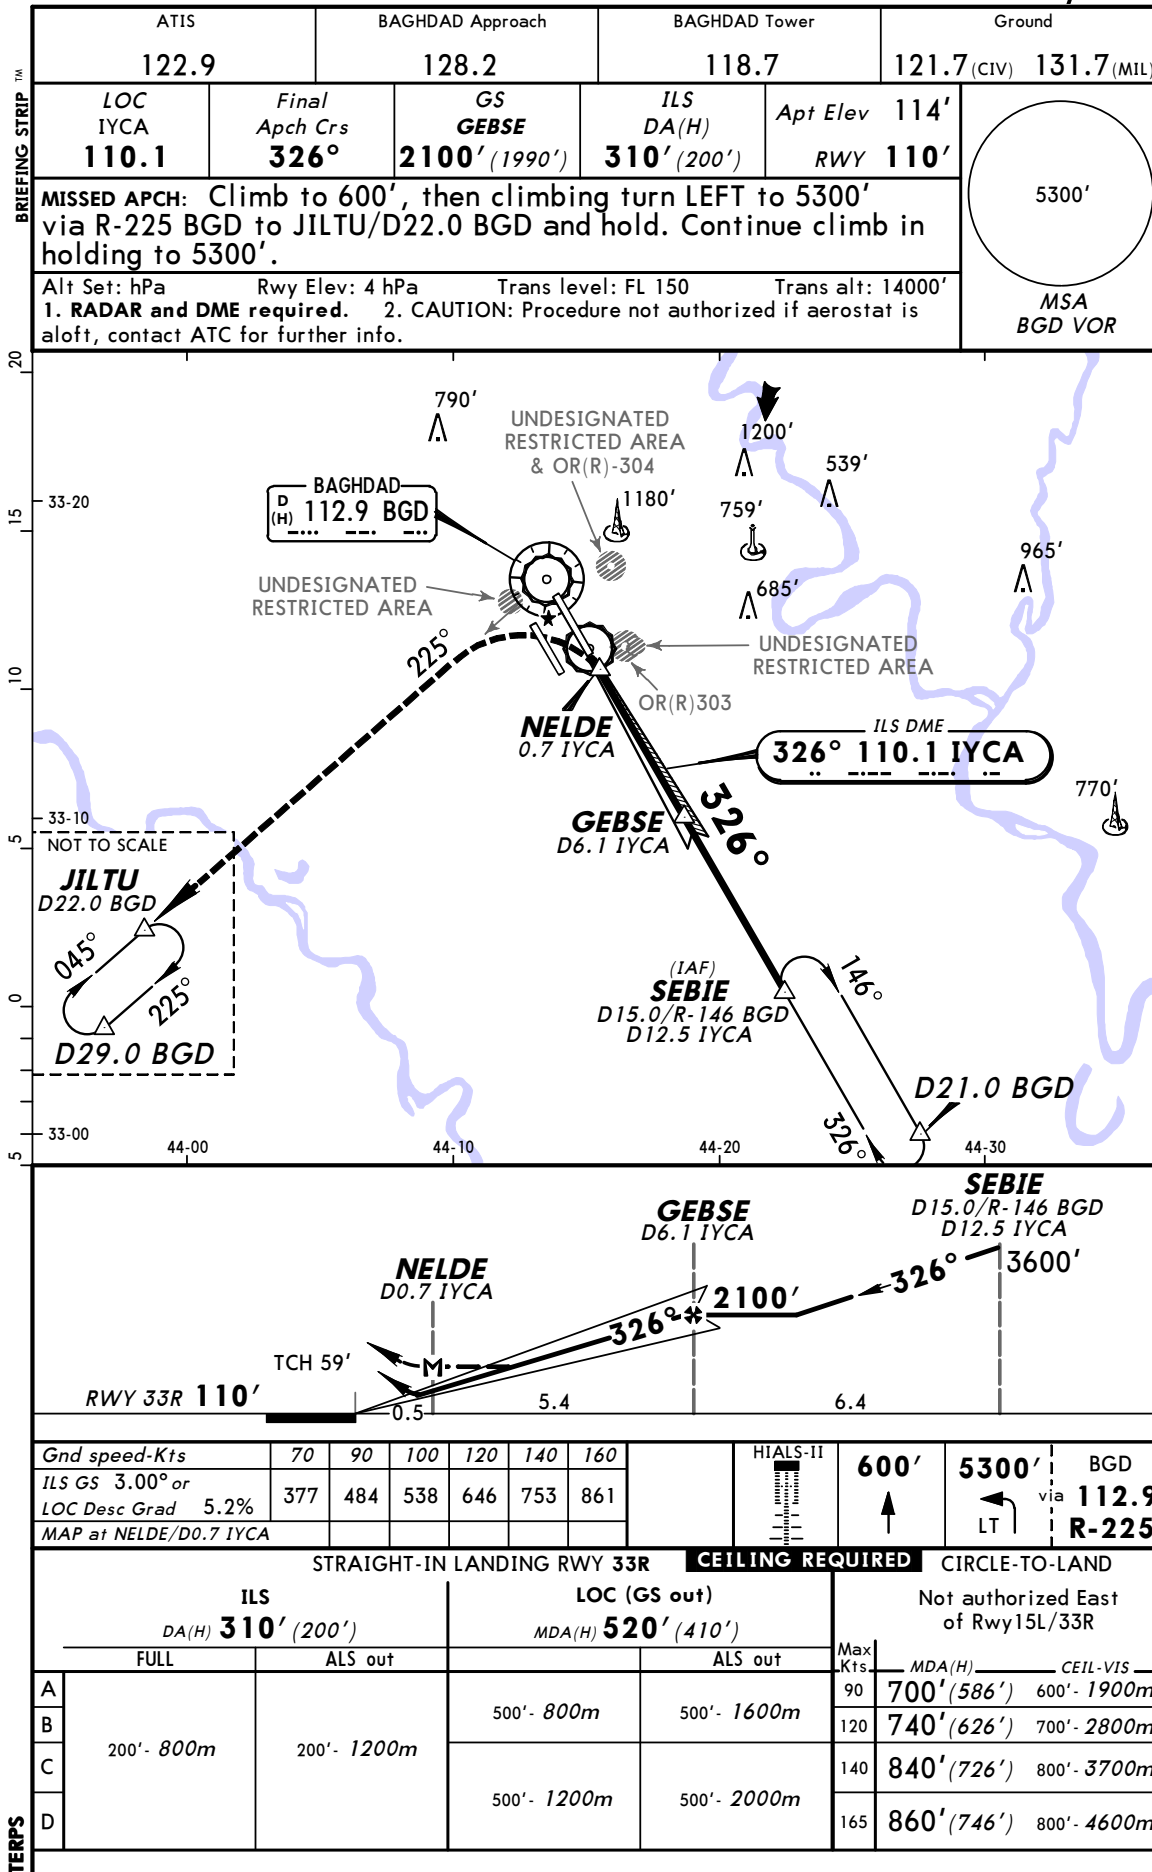 ATIS
122.9
BAGHDAD Approach
128.2
BAGHDAD Tower
118.7
Ground
121.7(CIV) 131.7(MIL)
BRIEFING STRIP TM
LOC
IYCA
110.1
Final
Apch Crs
326°
GS
GEBSE
2100'(1990')
ILS
DA(H)
310'(200')
Apt Elev 114'
RWY 110'
5300'
MSA
BGD VOR
MISSED APCH: Climb to 600', then climbing turn LEFT to 5300'
via R-225 BGD to JILTU/D22.0 BGD and hold. Continue climb in
holding to 5300'.
Alt Set: hPa Rwy Elev: 4 hPa Trans level: FL 150 Trans alt: 14000'
1. RADAR and DME required. 2. CAUTION: Procedure not authorized if aerostat is
aloft, contact ATC for further info.
20
15
10
5
0
5
33-20
33-10
33-00
44-00
44-10
44-20
44-30
790'
UNDESIGNATED
RESTRICTED AREA
& OR(R)-304
1200'
539'
1180'
759'
965'
685'
770'
BAGHDAD
D
(H) 112.9 BGD
UNDESIGNATED
RESTRICTED AREA
225°
UNDESIGNATED
RESTRICTED AREA
OR(R)303
NELDE
0.7 IYCA
ILS DME
326° 110.1 IYCA
GEBSE
D6.1 IYCA
326°
NOT TO SCALE
JILTU
D22.0 BGD
045°
225°
D29.0 BGD
(IAF)
SEBIE
D15.0/R-146 BGD
D12.5 IYCA
146°
D21.0 BGD
326°
SEBIE
D15.0/R-146 BGD
D12.5 IYCA
GEBSE
D6.1 IYCA
NELDE
D0.7 IYCA
3600'
326°
2100'
326°
M
TCH 59'
RWY 33R 110'
0.5
5.4
6.4
Gnd speed-Kts 70 90 100 120 140 160
ILS GS 3.00° or
LOC Desc Grad 5.2% 377 484 538 646 753 861
MAP at NELDE/D0.7 IYCA
HIALS-II
600'
5300'
LT
via
BGD
112.9
R-225
STRAIGHT-IN LANDING RWY 33R
CEILING REQUIRED
CIRCLE-TO-LAND
ILS
DA(H) 310'(200')
LOC (GS out)
MDA(H) 520'(410')
Not authorized East
of Rwy15L/33R
FULL
ALS out
ALS out
Max
Kts
MDA(H)
CEIL-VIS
A
B
C
D
200'- 800m
200'- 1200m
500'- 800m
500'- 1600m
500'- 1200m
500'- 2000m
90 700'(586') 600'- 1900m
120 740'(626') 700'- 2800m
140 840'(726') 800'- 3700m
165 860'(746') 800'- 4600m
TERPS